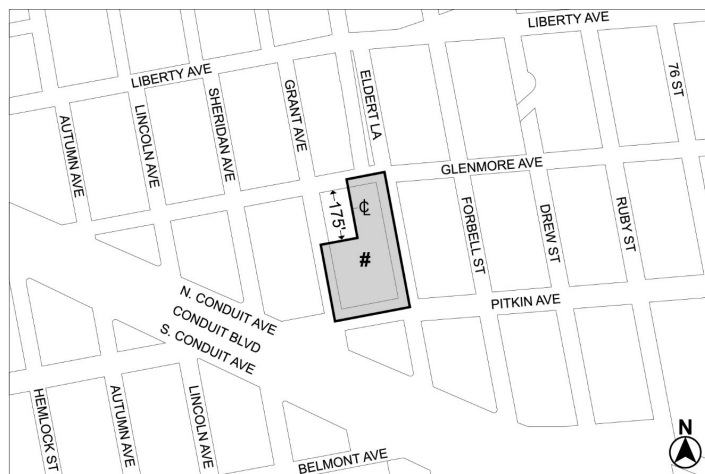 LIBERTY AVE
LIBERTY AVE
76 ST
ELDERT LA
GRANT AVE
SHERIDAN AVE
LINCOLN AVE
AUTUMN AVE
GLENMORE AVE
175'
℄
#
FORBELL ST
DREW ST
RUBY ST
PITKIN AVE
N. CONDUIT AVE
CONDUIT BLVD
S. CONDUIT AVE
HEMLOCK ST
AUTUMN AVE
LINCOLN AVE
BELMONT AVE
N